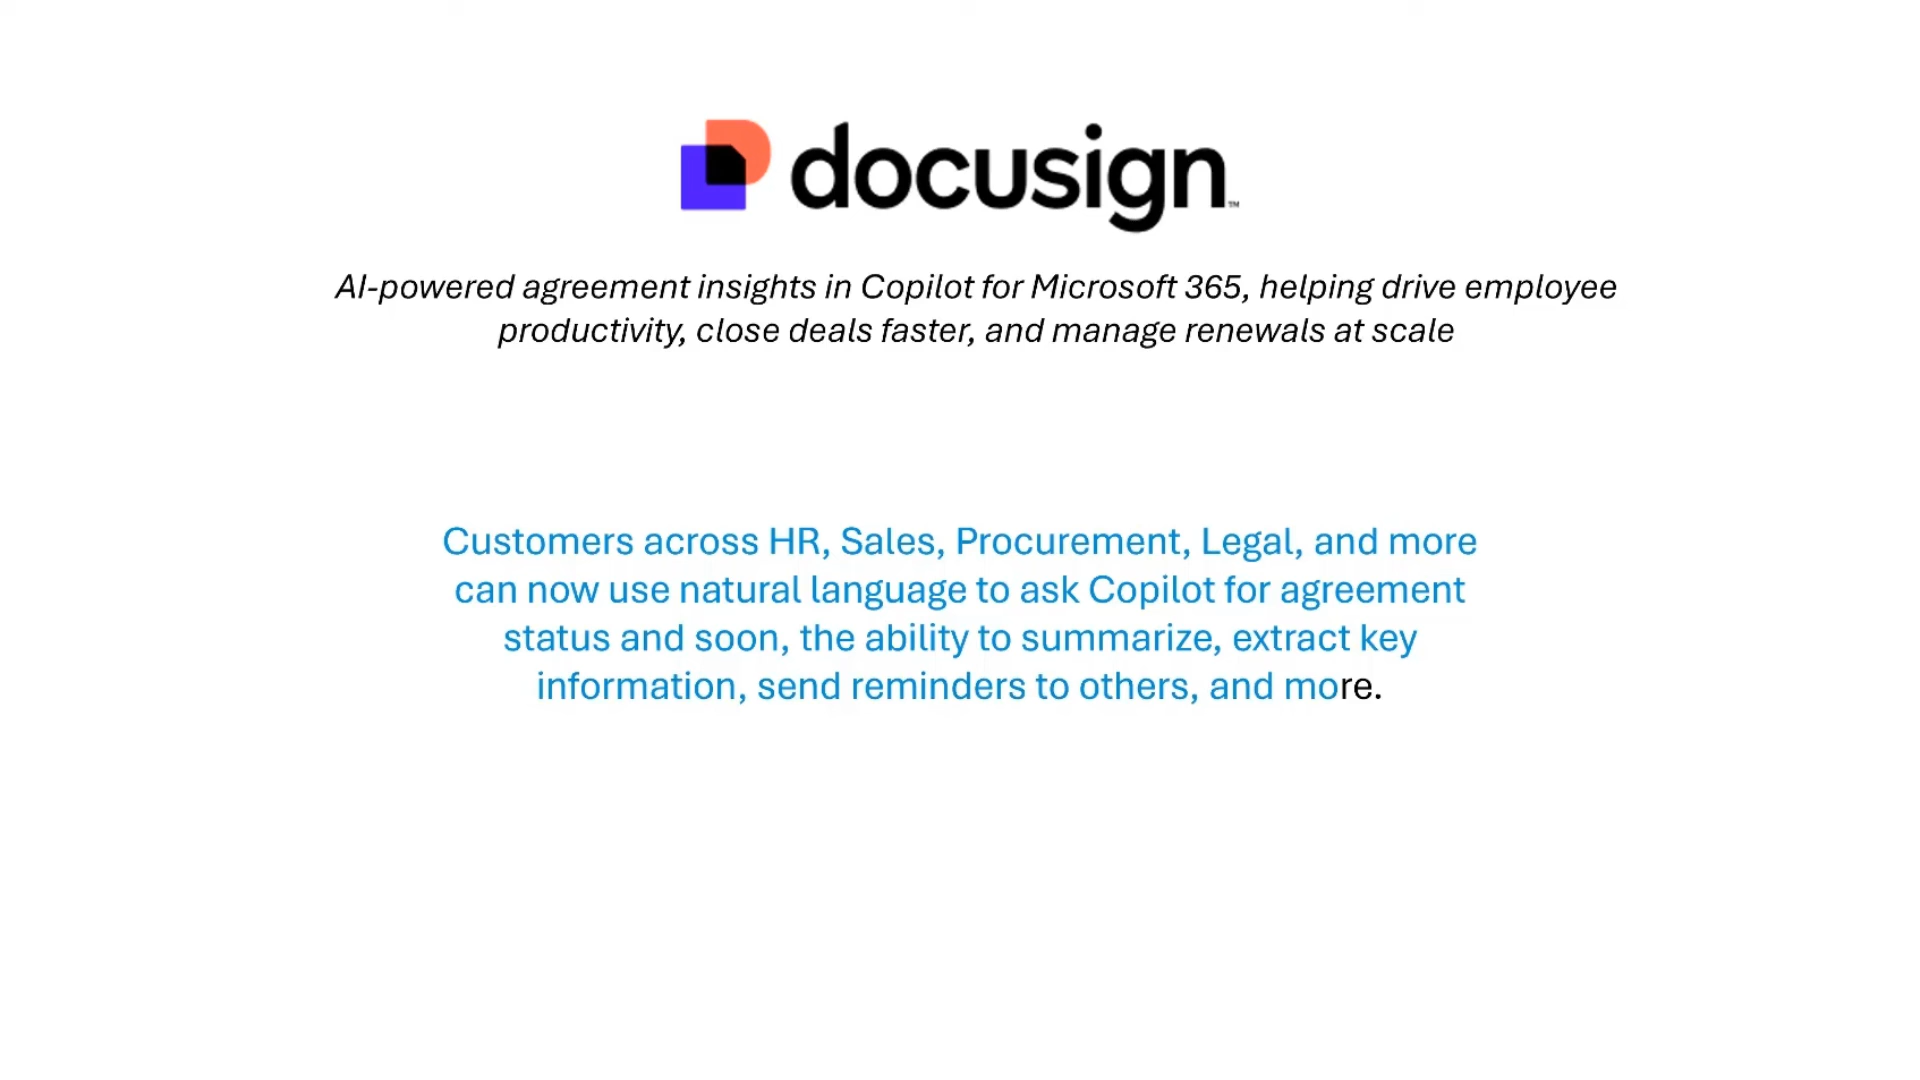 docusign™
AI-powered agreement insights in Copilot for Microsoft 365, helping drive employee
productivity, close deals faster, and manage renewals at scale
Customers across HR, Sales, Procurement, Legal, and more
can now use natural language to ask Copilot for agreement
status and soon, the ability to summarize, extract key
information, send reminders to others, and more.